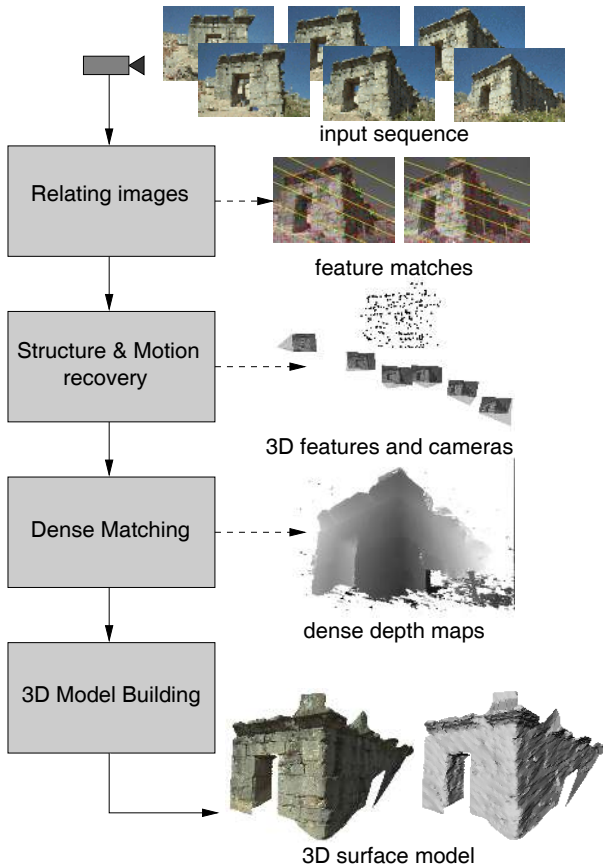 input sequence
Relating images
feature matches
Structure & Motion
recovery
3D features and cameras
Dense Matching
dense depth maps
3D Model Building
3D surface model